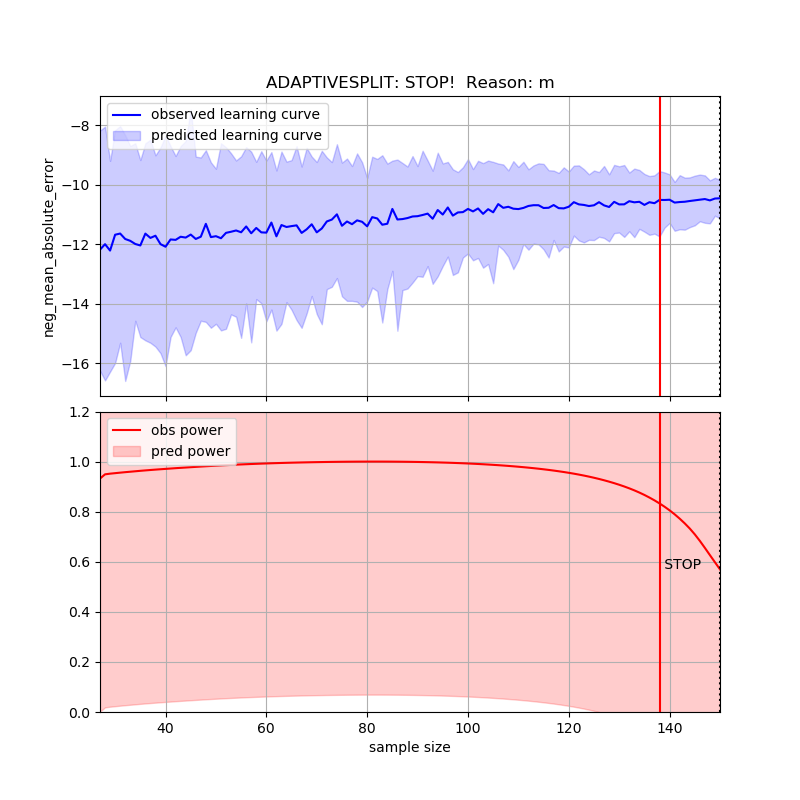 ADAPTIVESPLIT: STOP!  Reason: m
observed learning curve
predicted learning curve
neg_mean_absolute_error
−8
−10
−12
−14
−16
obs power
pred power
1.2
1.0
0.8
0.6
0.4
0.2
0.0
STOP
40 60 80 100 120 140
sample size